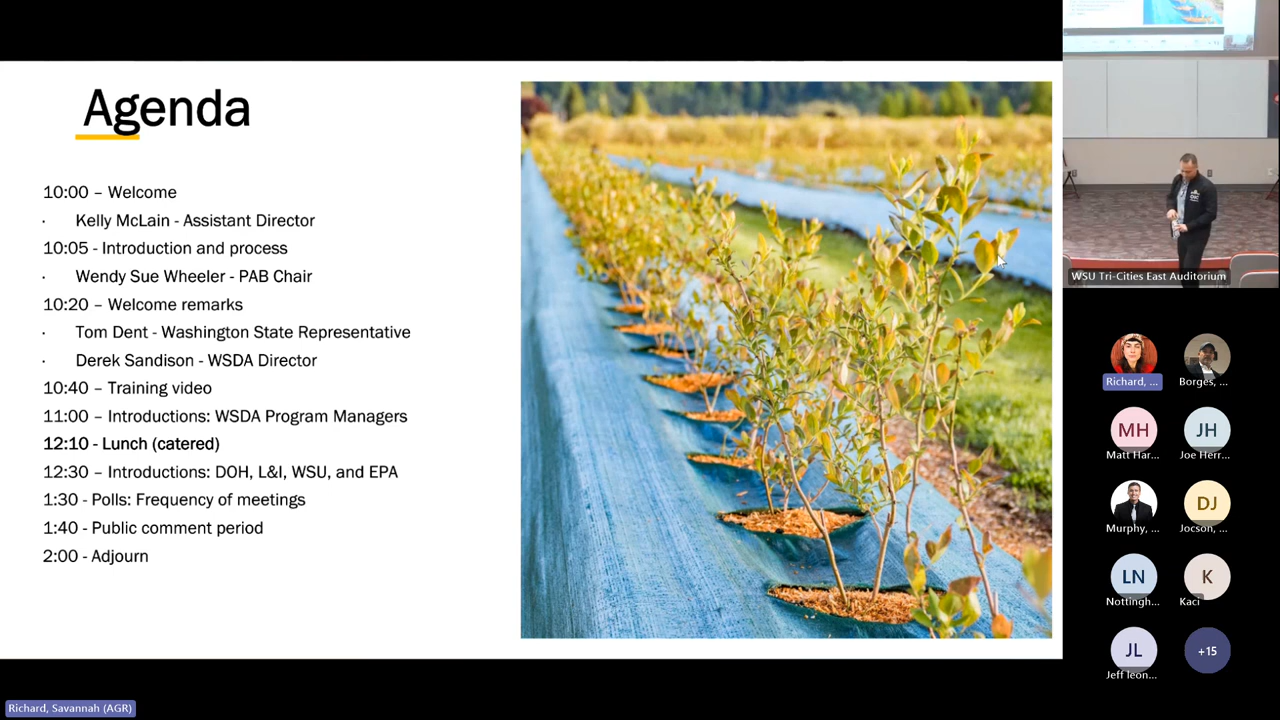 Agenda
10:00 – Welcome
· Kelly McLain - Assistant Director
10:05 - Introduction and process
· Wendy Sue Wheeler - PAB Chair
10:20 – Welcome remarks
· Tom Dent - Washington State Representative
· Derek Sandison - WSDA Director
10:40 – Training video
11:00 – Introductions: WSDA Program Managers
12:10 - Lunch (catered)
12:30 – Introductions: DOH, L&I, WSU, and EPA
1:30 - Polls: Frequency of meetings
1:40 - Public comment period
2:00 - Adjourn
WSU Tri-Cities East Auditorium
Richard, ...
Borges, ...
MH
JH
Matt Har...
Joe Herr...
DJ
Murphy, ...
Jocson, ...
LN
K
Nottingh...
Kaci
JL
+15
Jeff leon...
Richard, Savannah (AGR)